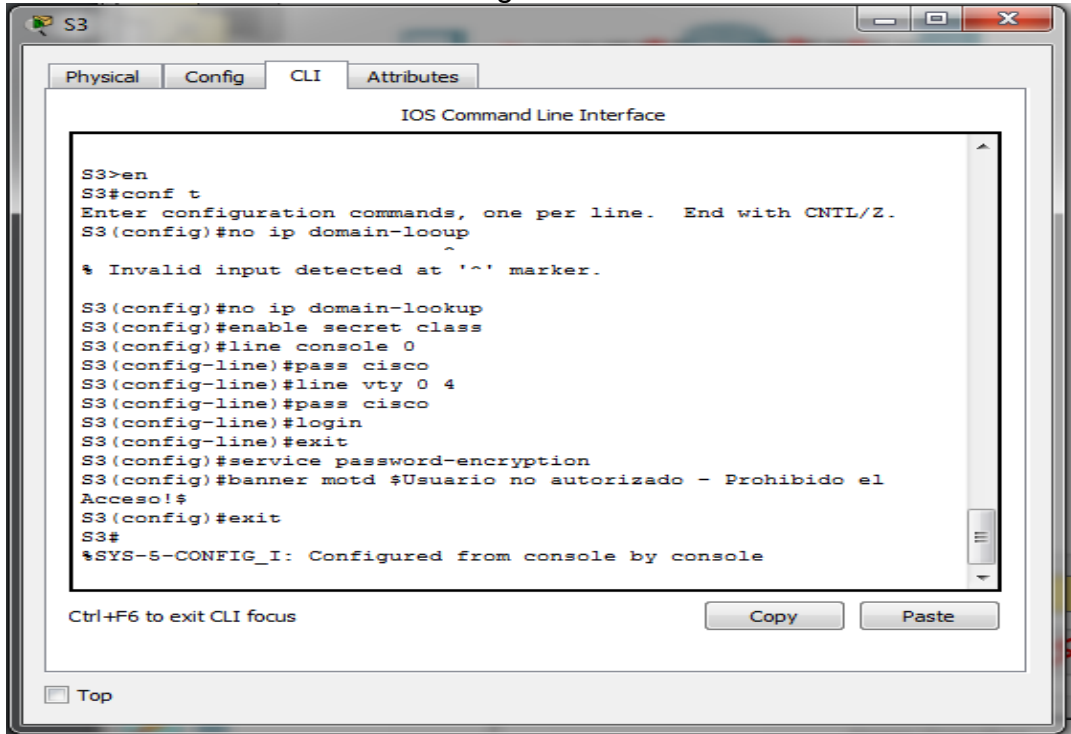 S3
Physical Config CLI Attributes
IOS Command Line Interface
S3>en
S3#conf t
Enter configuration commands, one per line. End with CNTL/Z.
S3(config)#no ip domain-looup
^
% Invalid input detected at '^' marker.
S3(config)#no ip domain-lookup
S3(config)#enable secret class
S3(config)#line console 0
S3(config-line)#pass cisco
S3(config-line)#line vty 0 4
S3(config-line)#pass cisco
S3(config-line)#login
S3(config-line)#exit
S3(config)#service password-encryption
S3(config)#banner motd $Usuario no autorizado - Prohibido el
Acceso!$
S3(config)#exit
S3#
%SYS-5-CONFIG_I: Configured from console by console
Ctrl+F6 to exit CLI focus
Copy Paste
Top